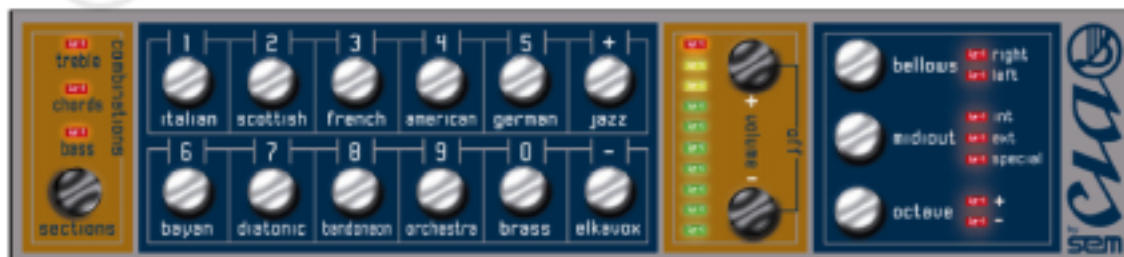 treble
chords
bass
sections
combinations
1 2 3 4 5 +
italian scottish french american german jazz
6 7 8 9 0 -
bayan diatonic bandoneon orchestra brass elkavox
+
volume
-
off
bellows
right
left
midiout
int
ext
special
octave
+
-
by
sem